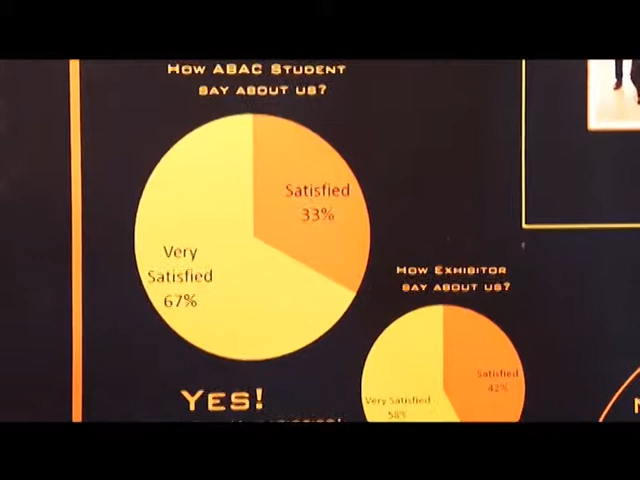 How ABAC Student
say about us?
Satisfied
33%
Very
Satisfied
67%
How Exhibitor
say about us?
Satisfied
42%
Very Satisfied
58%
Yes!